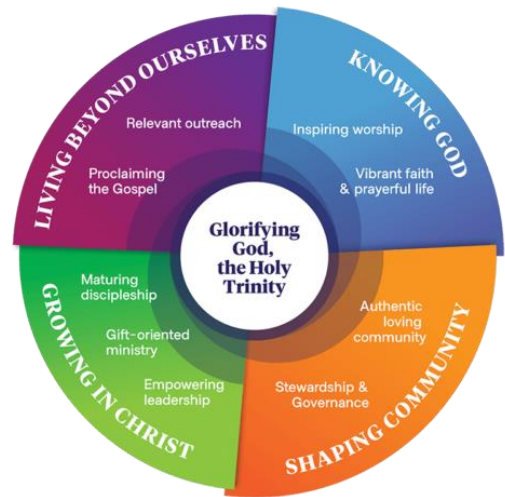 LIVING BEYOND OURSELVES
Relevant outreach
Proclaiming
the Gospel
KNOWING GOD
Inspiring worship
Vibrant faith
& prayerful life
Glorifying
God,
the Holy
Trinity
GROWING IN CHRIST
Maturing
discipleship
Gift-oriented
ministry
Empowering
leadership
SHAPING COMMUNITY
Authentic
loving
community
Stewardship &
Governance